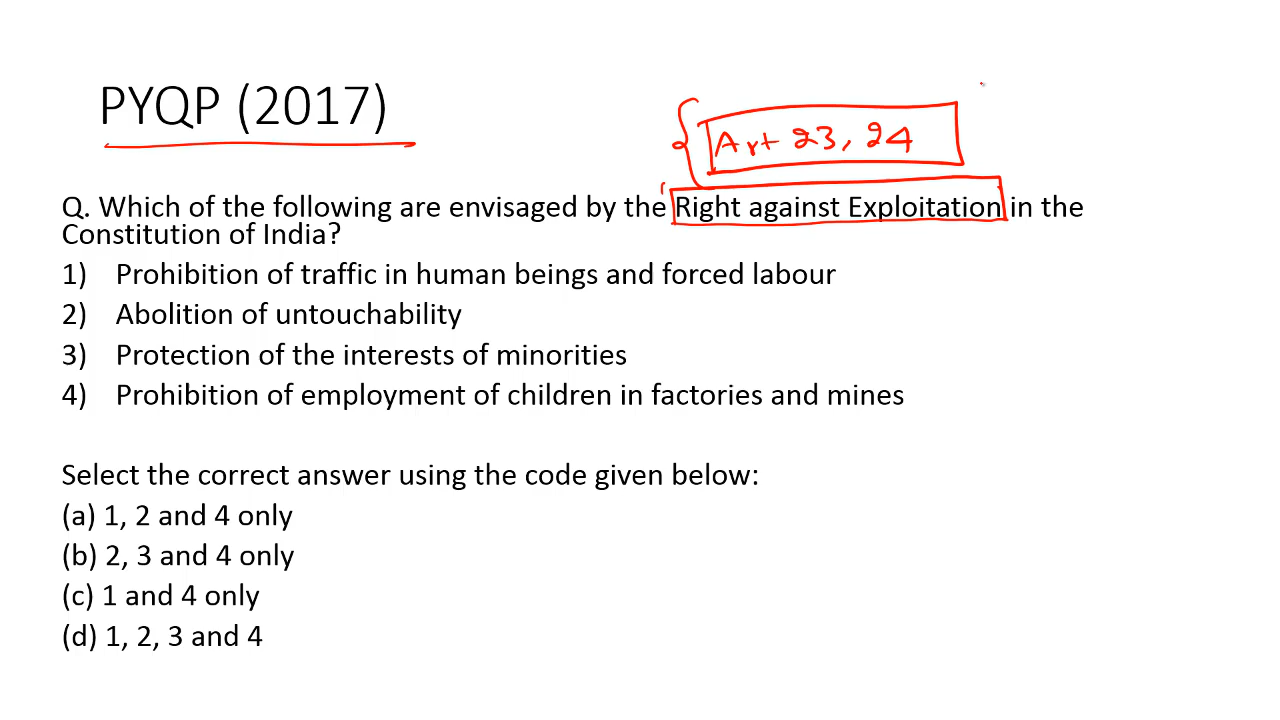 PYQP (2017)
Art 23, 24
Q. Which of the following are envisaged by the Right against Exploitation in the
Constitution of India?
1) Prohibition of traffic in human beings and forced labour
2) Abolition of untouchability
3) Protection of the interests of minorities
4) Prohibition of employment of children in factories and mines
Select the correct answer using the code given below:
(a) 1, 2 and 4 only
(b) 2, 3 and 4 only
(c) 1 and 4 only
(d) 1, 2, 3 and 4